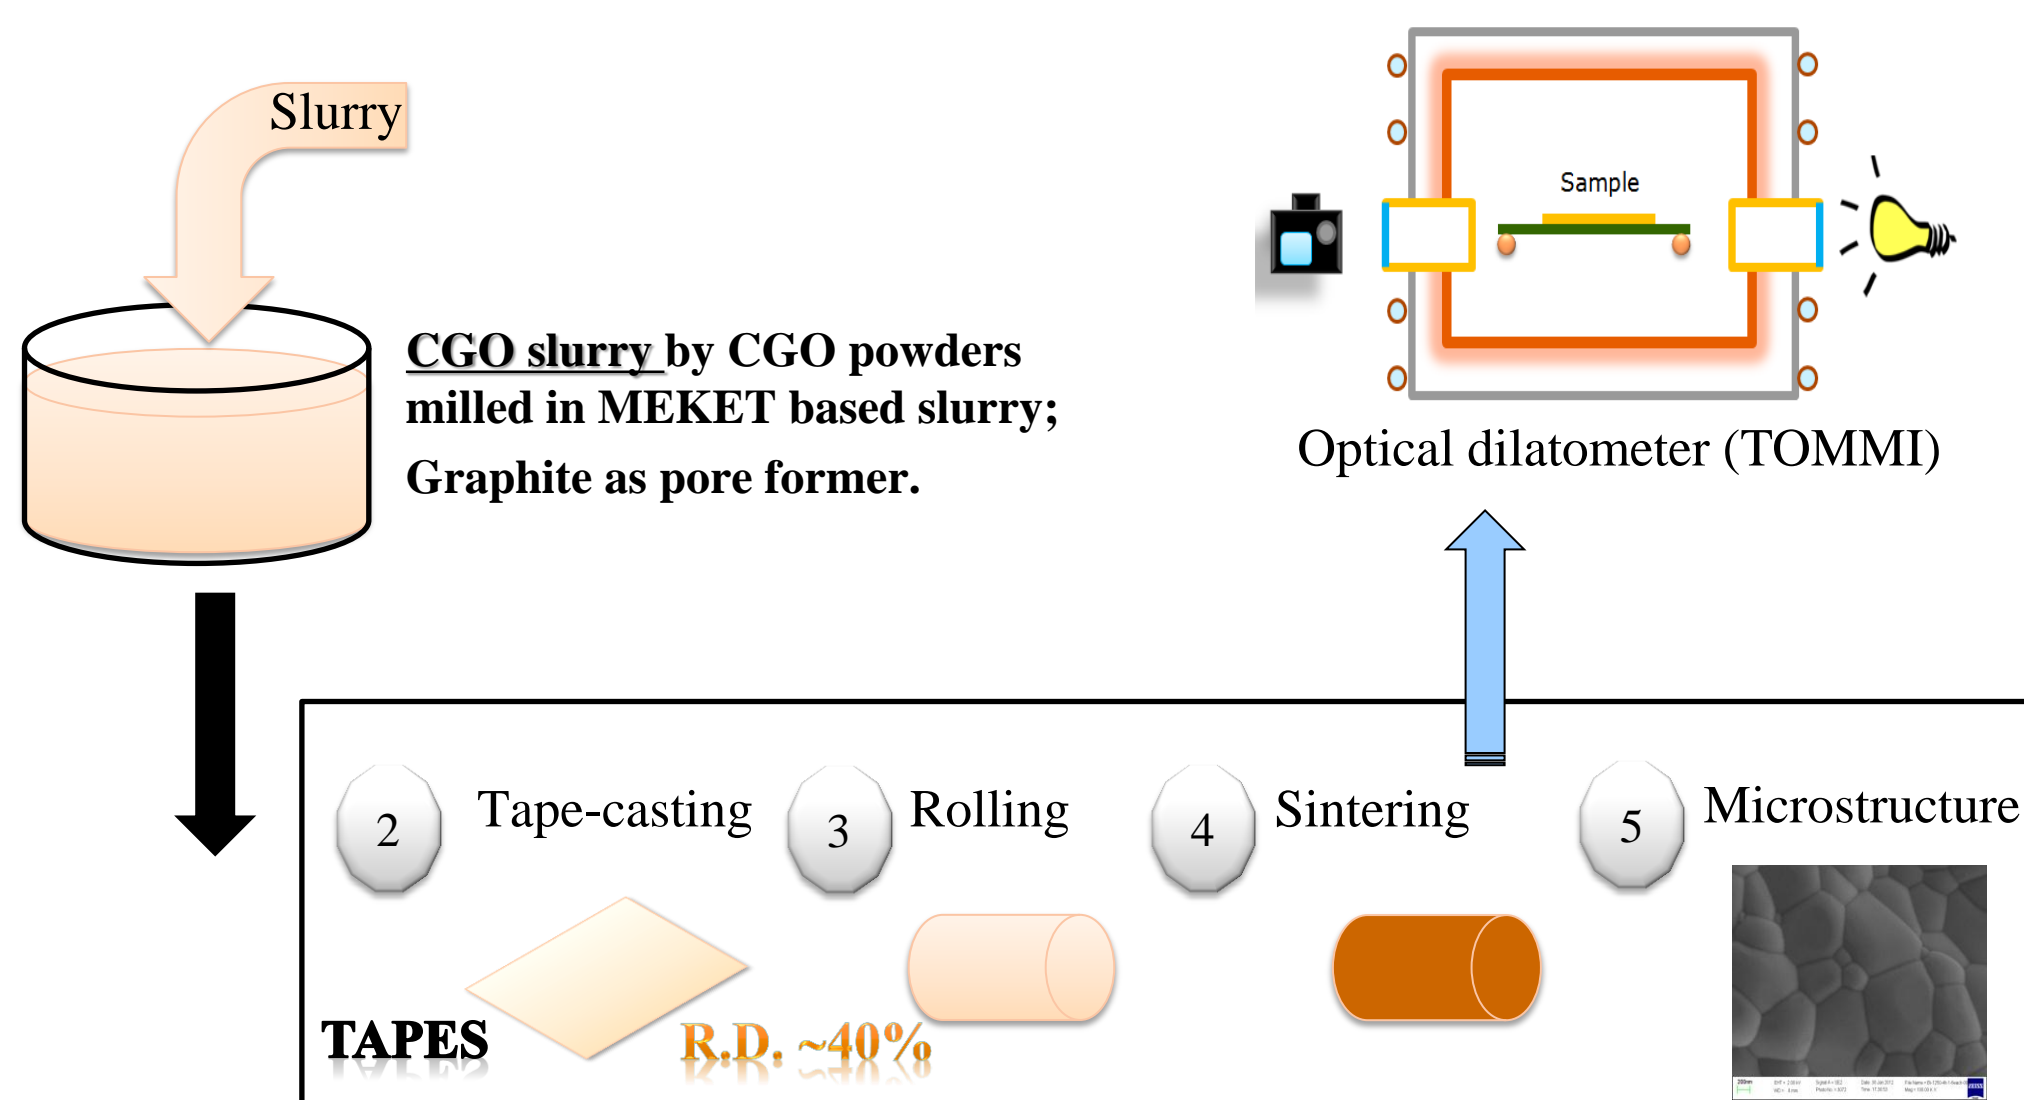 Slurry
CGO slurry by CGO powders
milled in MEKET based slurry;
Graphite as pore former.
Sample
Optical dilatometer (TOMMI)
2 Tape-casting
3 Rolling
4 Sintering
5 Microstructure
TAPES
R.D. ~40%
200nm